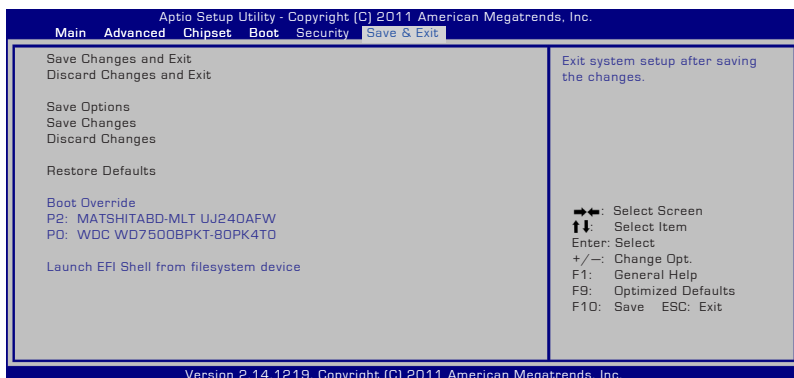 Aptio Setup Utility - Copyright (C) 2011 American Megatrends, Inc.
Main Advanced Chipset Boot Security Save & Exit
Save Changes and Exit
Discard Changes and Exit
Save Options
Save Changes
Discard Changes
Restore Defaults
Boot Override
P2: MATSHITABD-MLT UJ240AFW
P0: WDC WD7500BPKT-80PK4T0
Launch EFI Shell from filesystem device
Exit system setup after saving
the changes.
→←: Select Screen
↑↓: Select Item
Enter: Select
+/—: Change Opt.
F1: General Help
F9: Optimized Defaults
F10: Save ESC: Exit
Version 2.14.1219. Copyright (C) 2011 American Megatrends, Inc.